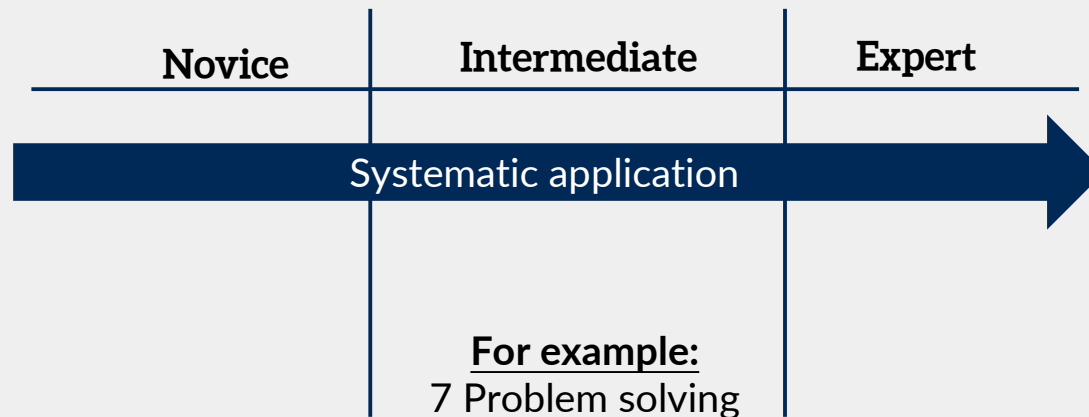 Novice
Intermediate
Expert
Systematic application
For example:
7 Problem solving